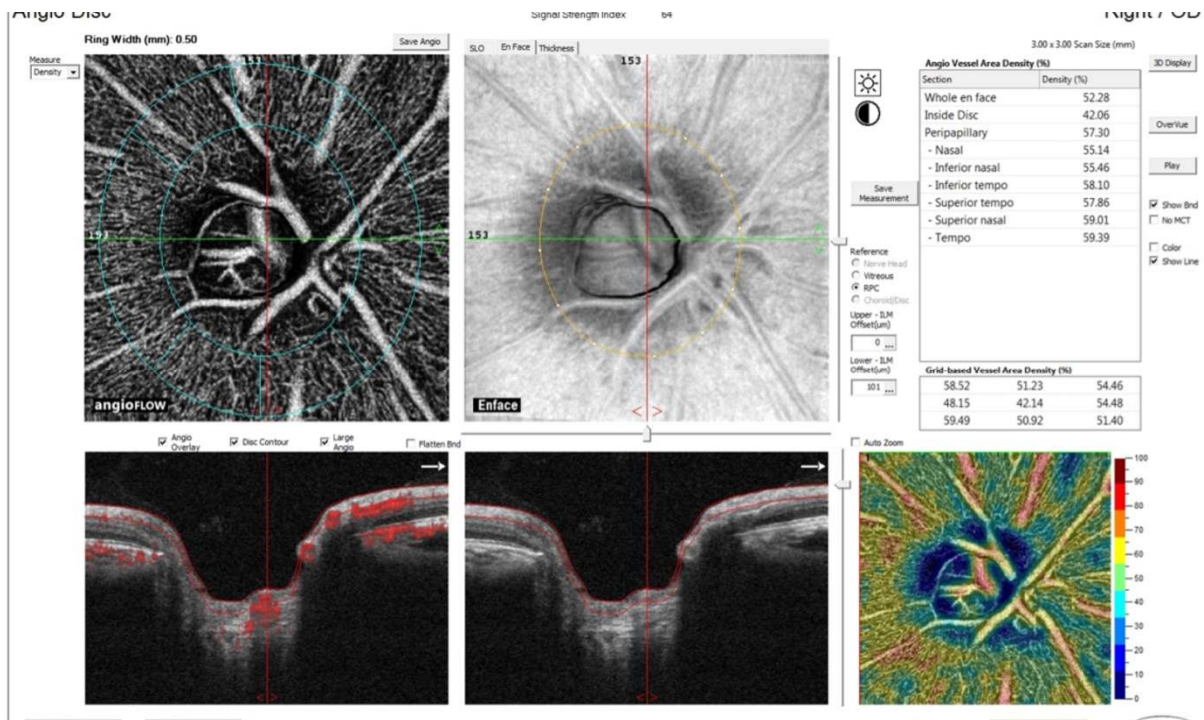 Angio Disc
Signal Strength Index 64
Right / OD
Ring Width (mm): 0.50
Save Angio
Measure
Density
153
153
angioFLOW
SLO
En Face
Thickness
153
153
Enface
Save
Measurement
Reference
Nerve Head
Vitreous
RPC
Choroid/Disc
Upper - ILM
Offset(um)
0 ...
Lower - ILM
Offset(um)
101 ...
3.00 x 3.00 Scan Size (mm)
Angio Vessel Area Density (%)
Section Density (%)
Whole en face 52.28
Inside Disc 42.06
Peripapillary 57.30
- Nasal 55.14
- Inferior nasal 55.46
- Inferior tempo 58.10
- Superior tempo 57.86
- Superior nasal 59.01
- Tempo 59.39
Grid-based Vessel Area Density (%)
58.52 51.23 54.46
48.15 42.14 54.48
59.49 50.92 51.40
3D Display
OverVue
Play
Show Bnd
No MCT
Color
Show Line
Angio
Overlay
Disc Contour
Large
Angio
Flatten Bnd
Auto Zoom
100
90
80
70
60
50
40
30
20
10
0